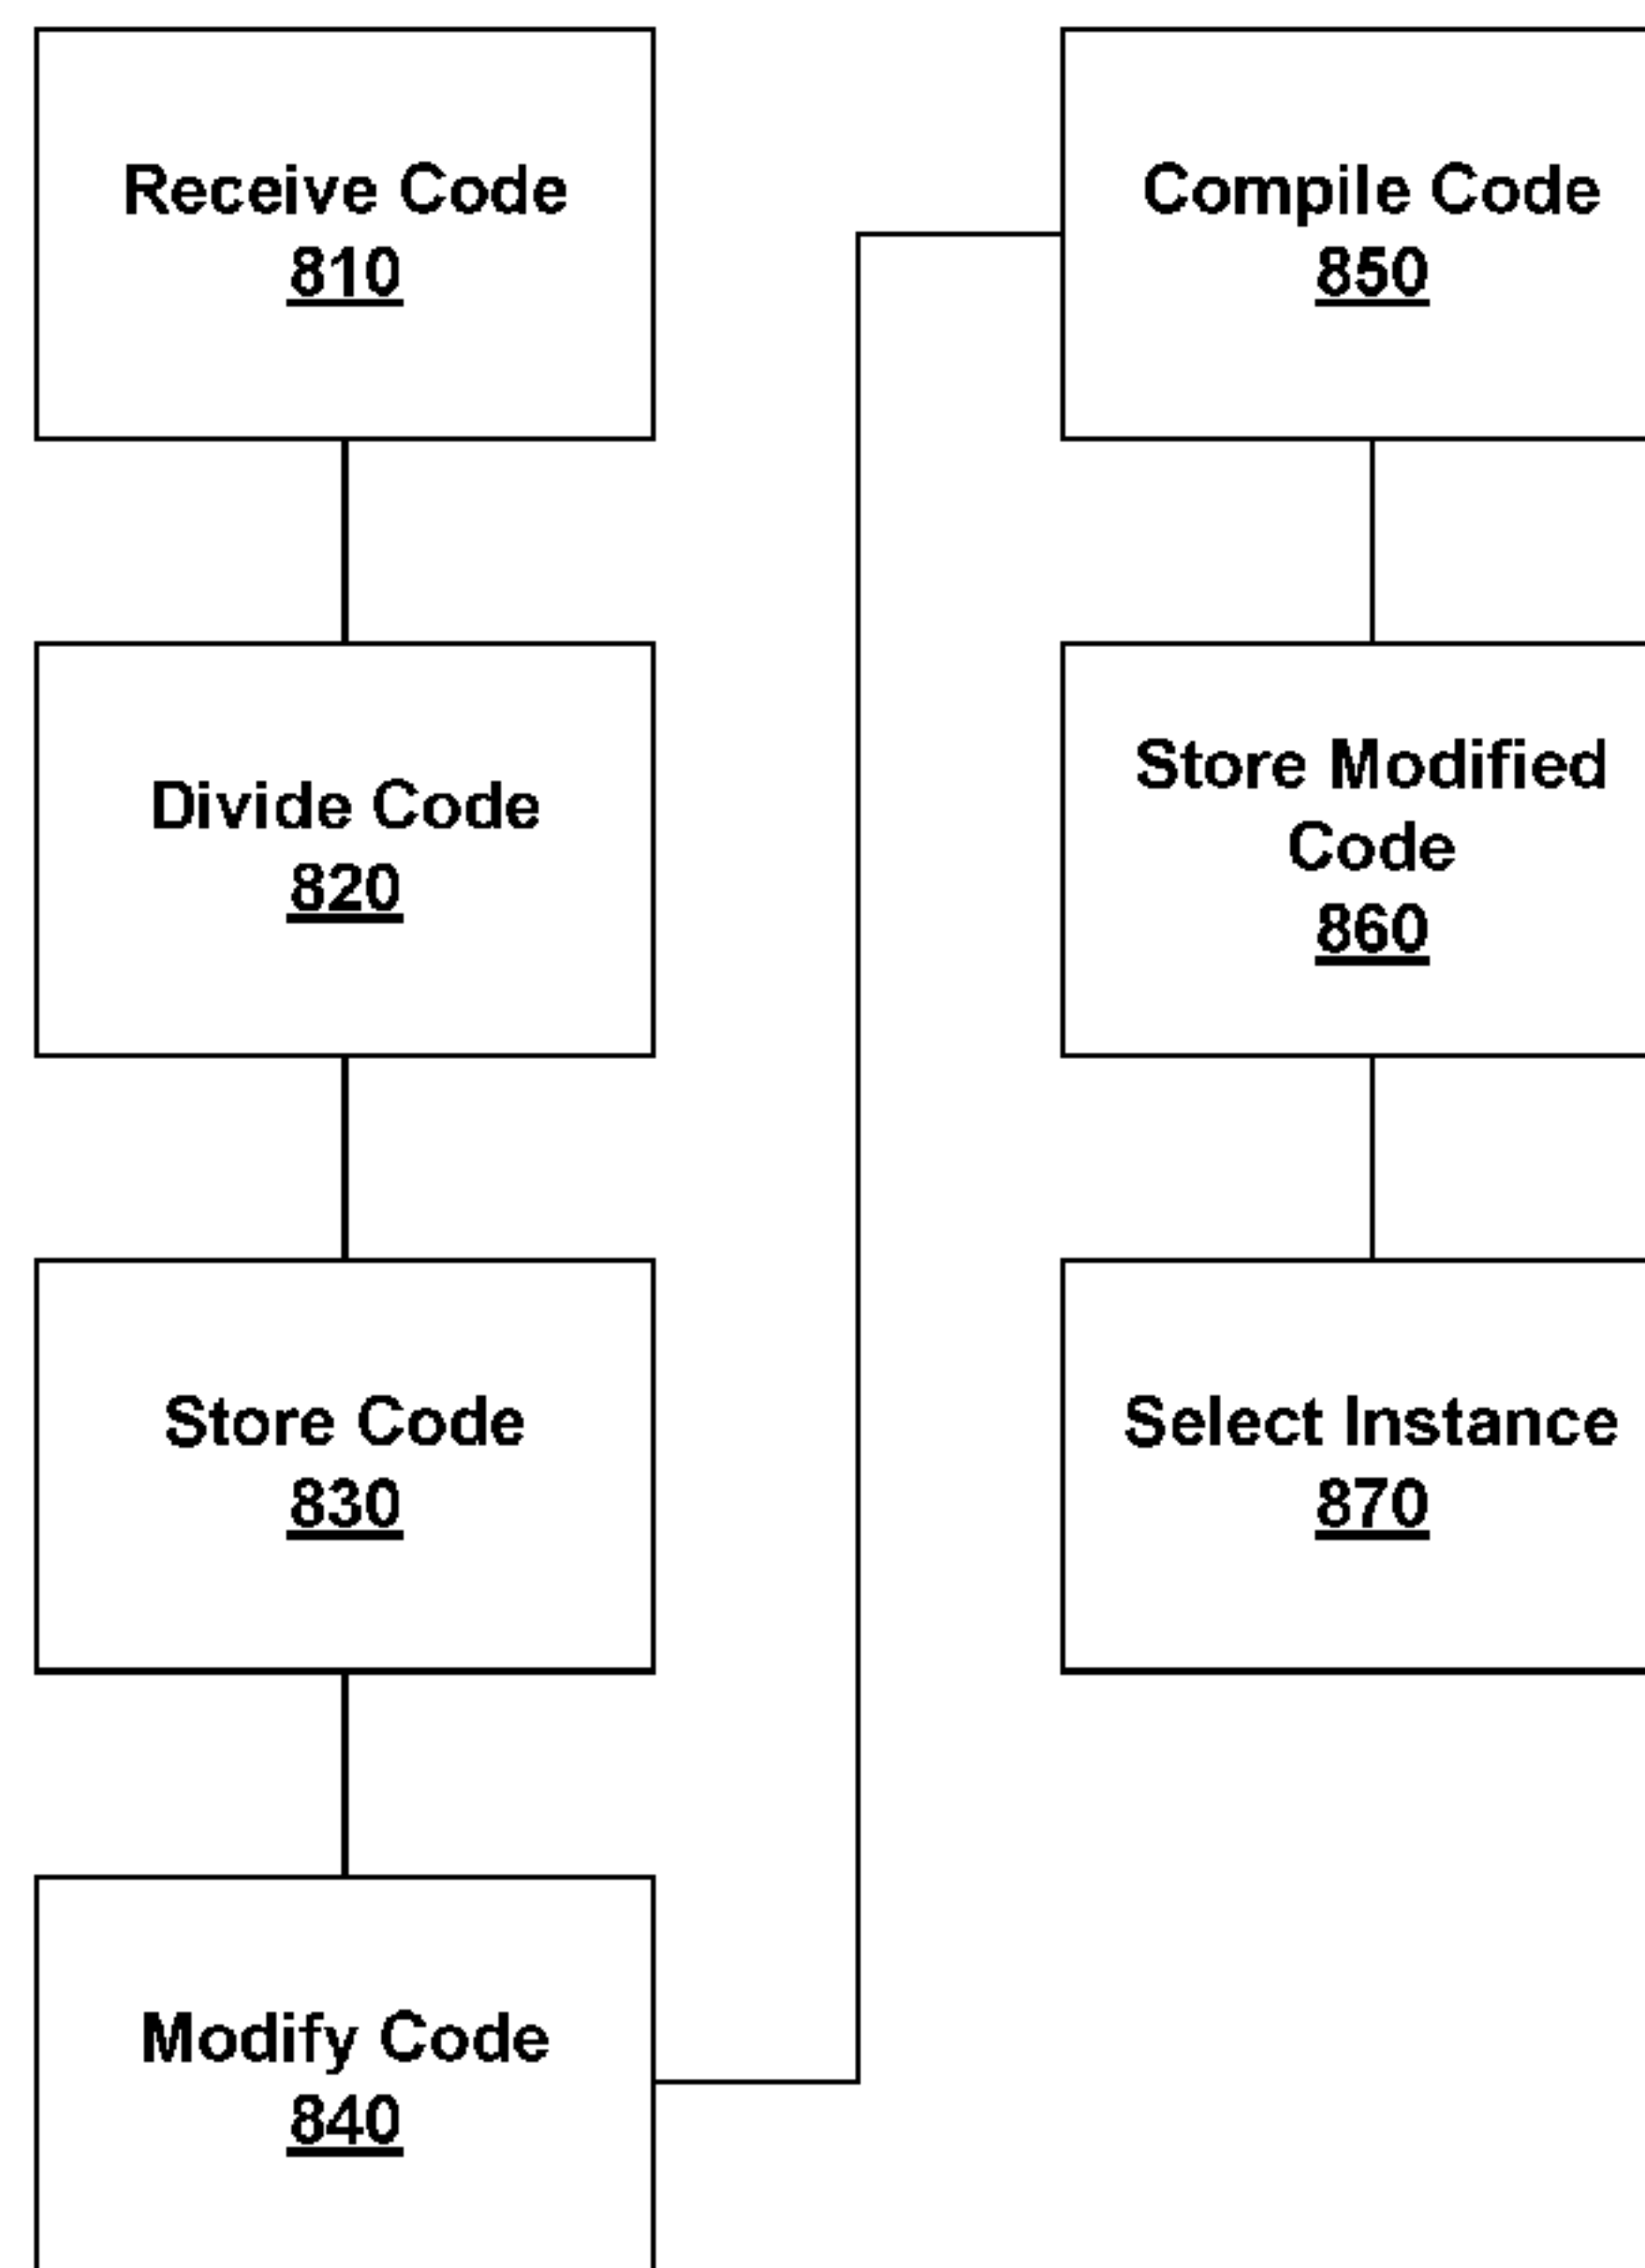 Receive Code
810
Divide Code
820
Store Code
830
Modify Code
840
Compile Code
850
Store Modified
Code
860
Select Instance
870